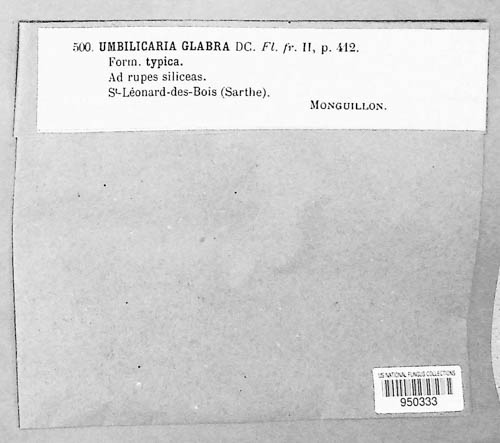 500. UMBILICARIA GLABRA DC. Fl. fr. II, p. 412.
Form. typica.
Ad rupes siliceas.
St-Léonard-des-Bois (Sarthe).
MONGUILLON.
US NATIONAL FUNGUS COLLECTIONS
950333